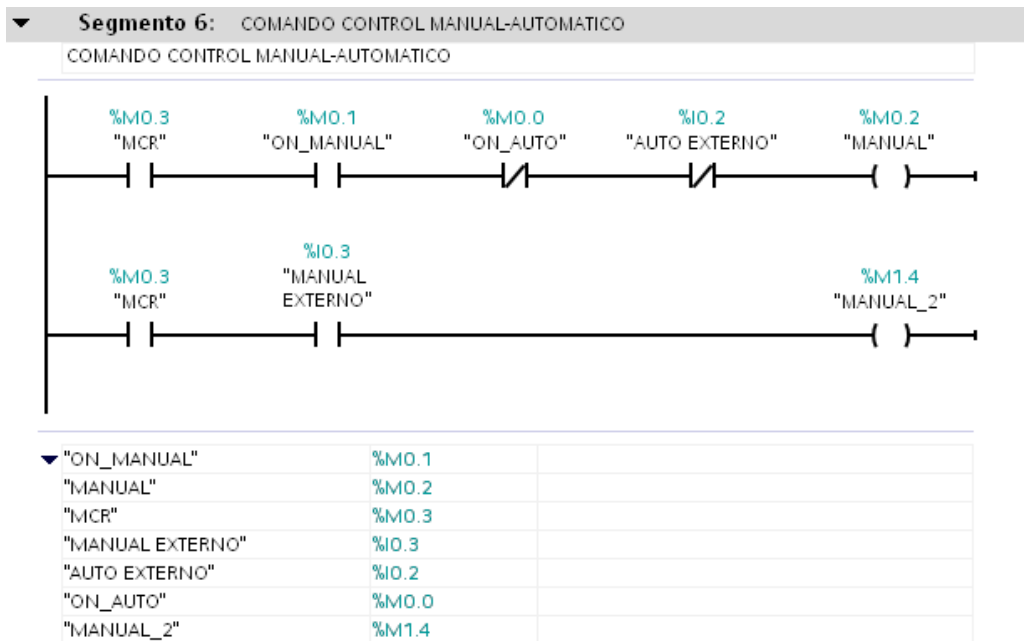 Segmento 6: COMANDO CONTROL MANUAL-AUTOMATICO
COMANDO CONTROL MANUAL-AUTOMATICO
%M0.3 %M0.1 %M0.0 %I0.2 %M0.2
"MCR" "ON_MANUAL" "ON_AUTO" "AUTO EXTERNO" "MANUAL"
%I0.3
%M0.3 "MANUAL %M1.4
"MCR" EXTERNO" "MANUAL_2"
"ON_MANUAL" %M0.1
"MANUAL" %M0.2
"MCR" %M0.3
"MANUAL EXTERNO" %I0.3
"AUTO EXTERNO" %I0.2
"ON_AUTO" %M0.0
"MANUAL_2" %M1.4